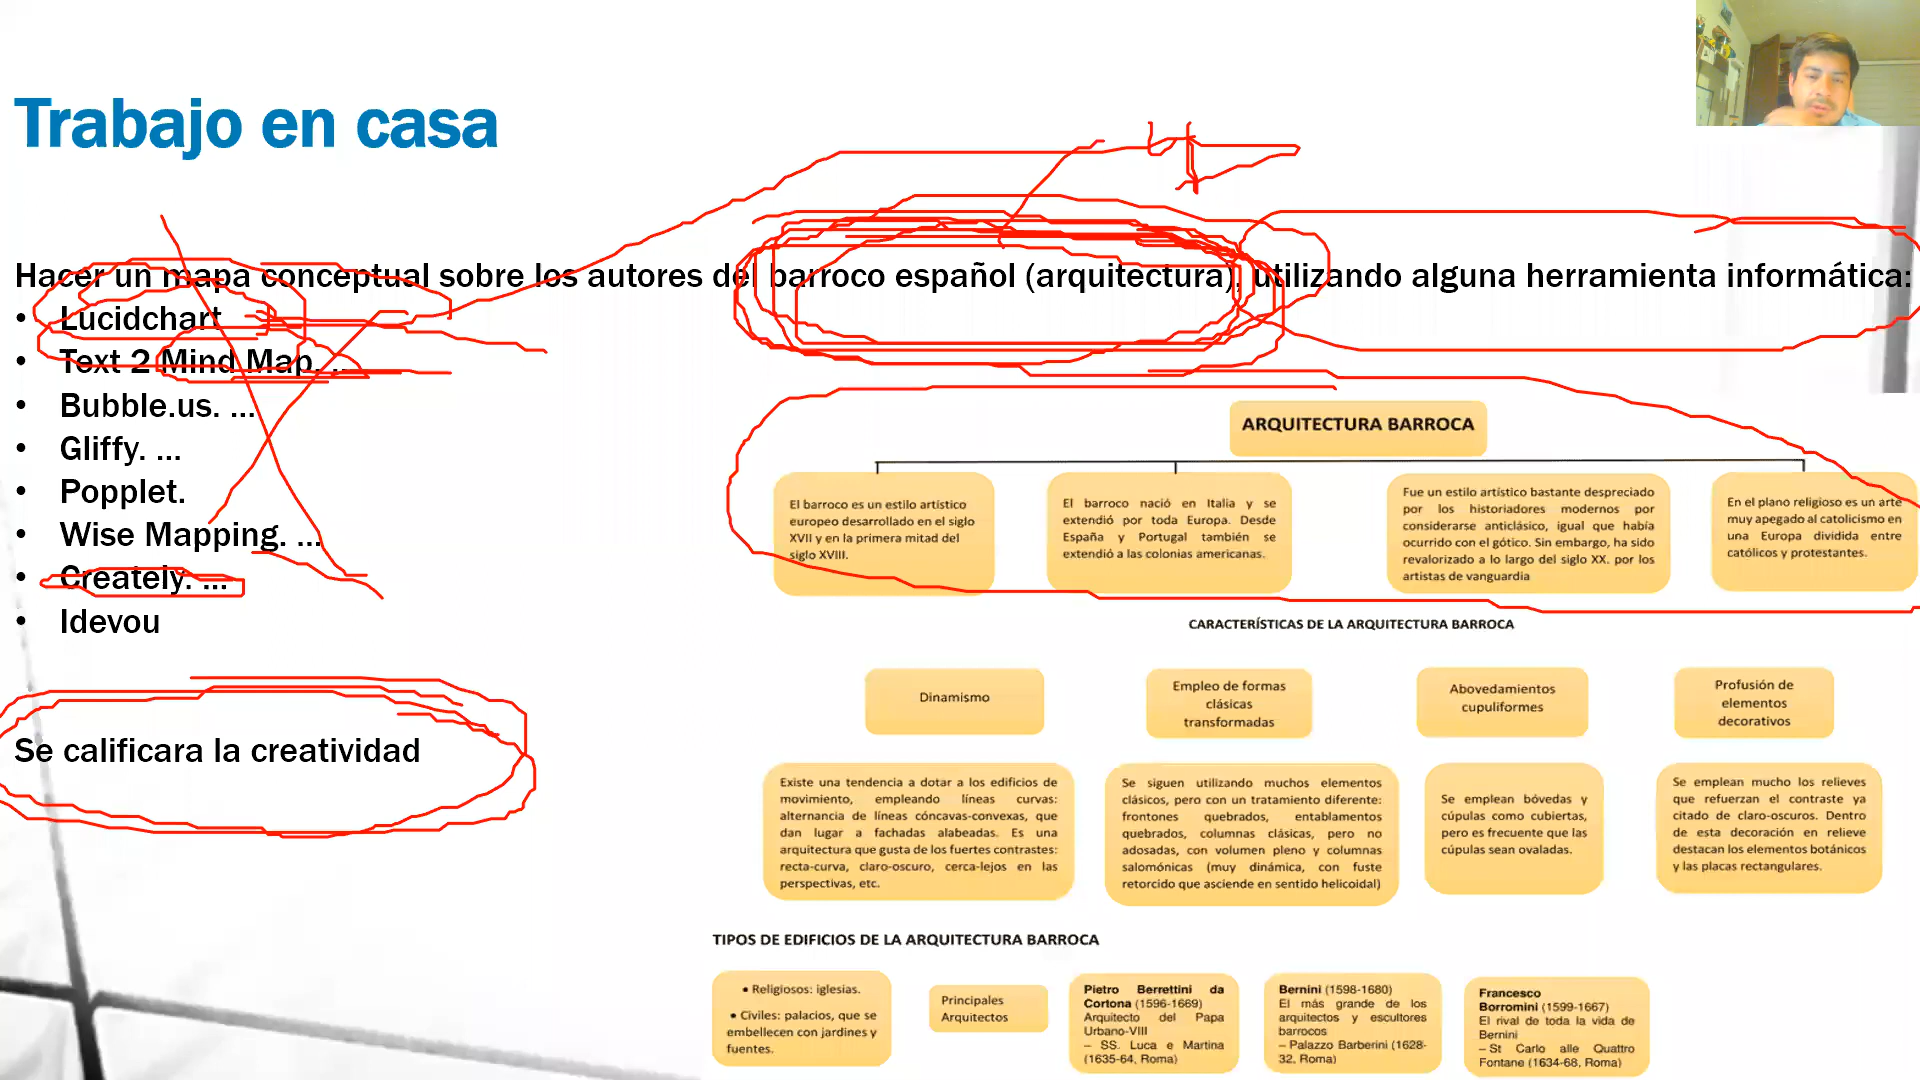 Trabajo en casa
Hacer un mapa conceptual sobre los autores del barroco español (arquitectura), utilizando alguna herramienta informática:
• Lucidchart
• Text 2 Mind Map. ...
• Bubble.us. ...
• Gliffy. ...
• Popplet.
• Wise Mapping. ...
• Creately. ...
• Idevou
Se calificara la creatividad
ARQUITECTURA BARROCA
El barroco es un estilo artístico
europeo desarrollado en el siglo
XVII y en la primera mitad del
siglo XVIII.
El barroco nació en Italia y se
extendió por toda Europa. Desde
España y Portugal también se
extendió a las colonias americanas.
Fue un estilo artístico bastante despreciado
por los historiadores modernos por
considerarse anticlásico, igual que había
ocurrido con el gótico. Sin embargo, ha sido
revalorizado a lo largo del siglo XX. por los
artistas de vanguardia
En el plano religioso es un arte
muy apegado al catolicismo en
una Europa dividida entre
católicos y protestantes.
CARACTERÍSTICAS DE LA ARQUITECTURA BARROCA
Dinamismo
Empleo de formas
clásicas
transformadas
Abovedamientos
cupuliformes
Profusión de
elementos
decorativos
Existe una tendencia a dotar a los edificios de
movimiento, empleando líneas curvas:
alternancia de líneas cóncavas-convexas, que
dan lugar a fachadas alabeadas. Es una
arquitectura que gusta de los fuertes contrastes:
recta-curva, claro-oscuro, cerca-lejos en las
perspectivas, etc.
Se siguen utilizando muchos elementos
clásicos, pero con un tratamiento diferente:
frontones quebrados, entablamentos
quebrados, columnas clásicas, pero no
adosadas, con volumen pleno y columnas
salomónicas (muy dinámica, con fuste
retorcido que asciende en sentido helicoidal)
Se emplean bóvedas y
cúpulas como cubiertas,
pero es frecuente que las
cúpulas sean ovaladas.
Se emplean mucho los relieves
que refuerzan el contraste ya
citado de claro-oscuros. Dentro
de esta decoración en relieve
destacan los elementos botánicos
y las placas rectangulares.
TIPOS DE EDIFICIOS DE LA ARQUITECTURA BARROCA
• Religiosos: iglesias.
• Civiles: palacios, que se
embellecen con jardines y
fuentes.
Principales
Arquitectos
Pietro Berrettini da
Cortona (1596-1669)
Arquitecto del Papa
Urbano-VIII
– SS. Luca e Martina
(1635-64, Roma)
Bernini (1598-1680)
El más grande de los
arquitectos y escultores
barrocos
– Palazzo Barberini (1628-
32, Roma)
Francesco
Borromini (1599-1667)
El rival de toda la vida de
Bernini
– St Carlo alle Quattro
Fontane (1634-68, Roma)